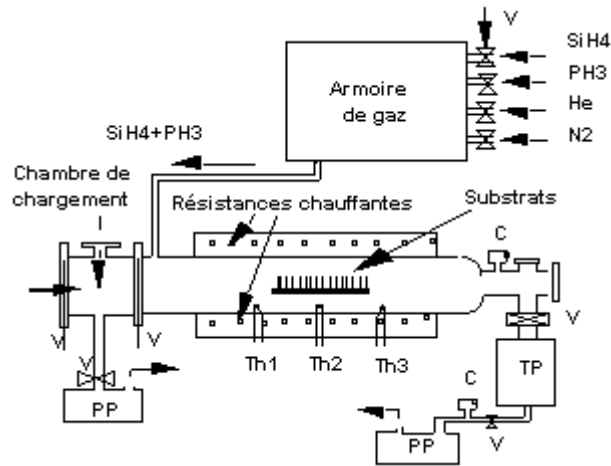 V
SiH4
PH3
He
N2
Armoire
de gaz
SiH4+PH3
Chambre de
chargement
Résistances chauffantes
Substrats
C
V
V
V
V
Th1
Th2
Th3
TP
C
PP
V
PP